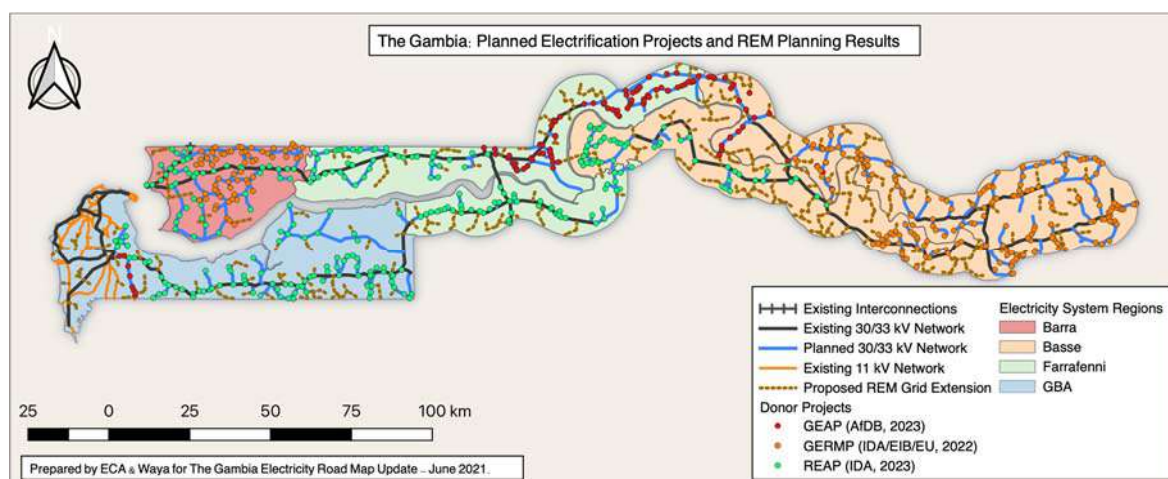 The Gambia: Planned Electrification Projects and REM Planning Results
N
Existing Interconnections
Existing 30/33 kV Network
Planned 30/33 kV Network
Existing 11 kV Network
Proposed REM Grid Extension
Donor Projects
GEAP (AfDB, 2023)
GERMP (IDA/EIB/EU, 2022)
REAP (IDA, 2023)
Electricity System Regions
Barra
Basse
Farrafenni
GBA
25 0 25 50 75 100 km
Prepared by ECA & Waya for The Gambia Electricity Road Map Update - June 2021.